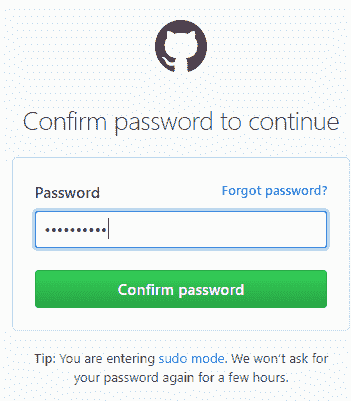 Confirm password to continue
Password Forgot password?
••••••••••
Confirm password
Tip: You are entering sudo mode. We won't ask for
your password again for a few hours.